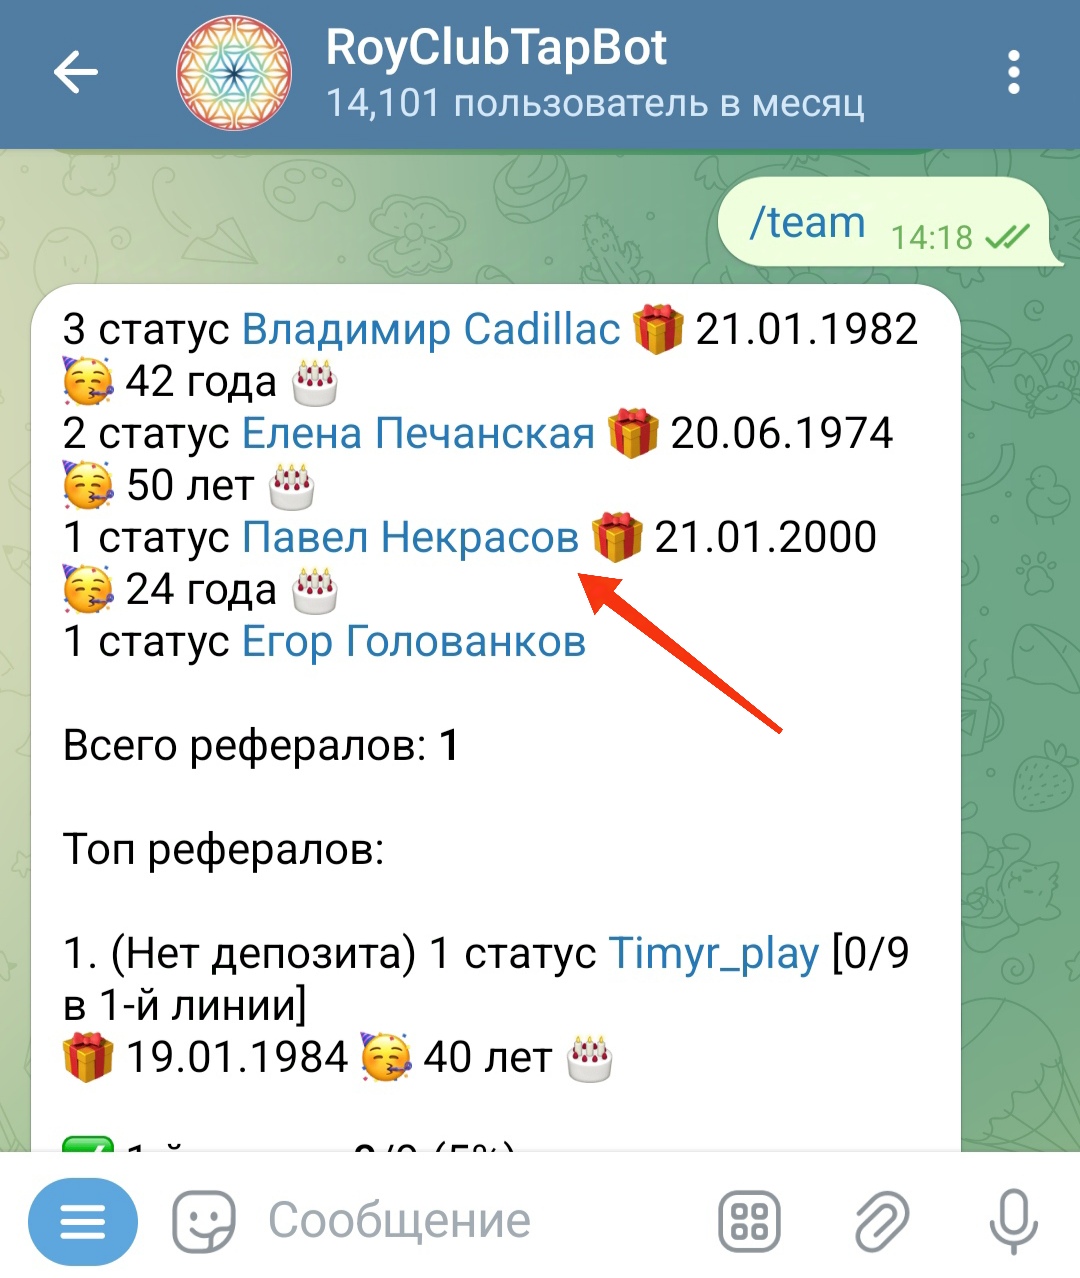 RoyClubTapBot
14,101 пользователь в месяц
/team 14:18
3 статус Владимир Cadillac 🎁 21.01.1982
🥳 42 года 🎂
2 статус Елена Печанская 🎁 20.06.1974
🥳 50 лет 🎂
1 статус Павел Некрасов 🎁 21.01.2000
🥳 24 года 🎂
1 статус Егор Голованков
Всего рефералов: 1
Топ рефералов:
1. (Нет депозита) 1 статус Timyr_play [0/9
в 1-й линии]
🎁 19.01.1984 🥳 40 лет 🎂
Сообщение